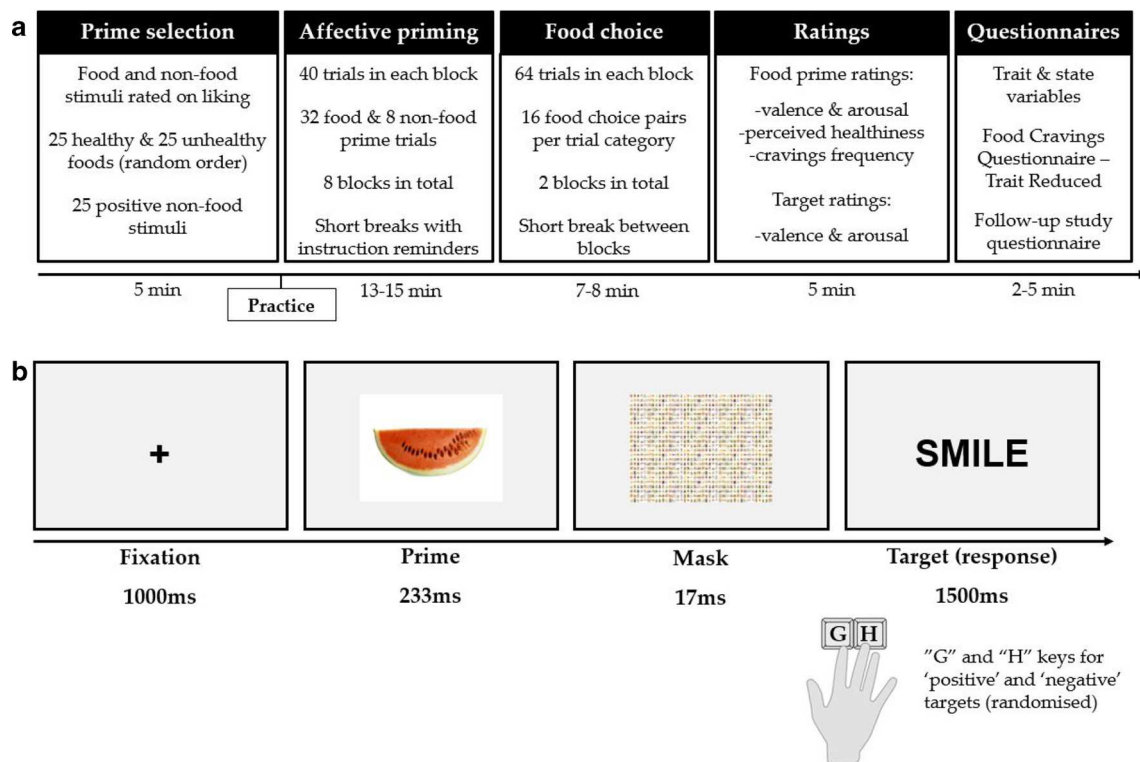 a
Prime selection
Food and non-food
stimuli rated on liking
25 healthy & 25 unhealthy
foods (random order)
25 positive non-food
stimuli
Affective priming
40 trials in each block
32 food & 8 non-food
prime trials
8 blocks in total
Short breaks with
instruction reminders
Food choice
64 trials in each block
16 food choice pairs
per trial category
2 blocks in total
Short break between
blocks
Ratings
Food prime ratings:
-valence & arousal
-perceived healthiness
-cravings frequency
Target ratings:
-valence & arousal
Questionnaires
Trait & state
variables
Food Cravings
Questionnaire –
Trait Reduced
Follow-up study
questionnaire
5 min
Practice
13-15 min
7-8 min
5 min
2-5 min
b
+
SMILE
Fixation
1000ms
Prime
233ms
Mask
17ms
Target (response)
1500ms
G H
”G” and “H” keys for
‘positive’ and ‘negative’
targets (randomised)